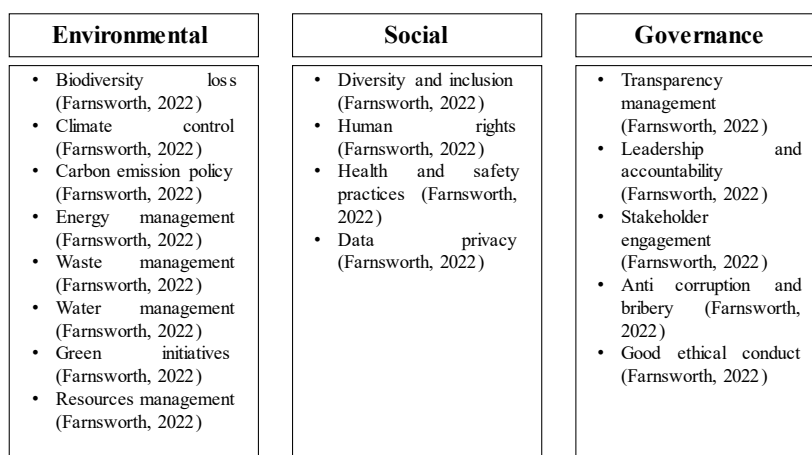 Environmental
• Biodiversity loss
(Farnsworth, 2022)
• Climate control
(Farnsworth, 2022)
• Carbon emission policy
(Farnsworth, 2022)
• Energy management
(Farnsworth, 2022)
• Waste management
(Farnsworth, 2022)
• Water management
(Farnsworth, 2022)
• Green initiatives
(Farnsworth, 2022)
• Resources management
(Farnsworth, 2022)
Social
• Diversity and inclusion
(Farnsworth, 2022)
• Human rights
(Farnsworth, 2022)
• Health and safety
practices (Farnsworth,
2022)
• Data privacy
(Farnsworth, 2022)
Governance
• Transparency
management
(Farnsworth, 2022)
• Leadership and
accountability
(Farnsworth, 2022)
• Stakeholder
engagement
(Farnsworth, 2022)
• Anti corruption and
bribery (Farnsworth,
2022)
• Good ethical conduct
(Farnsworth, 2022)